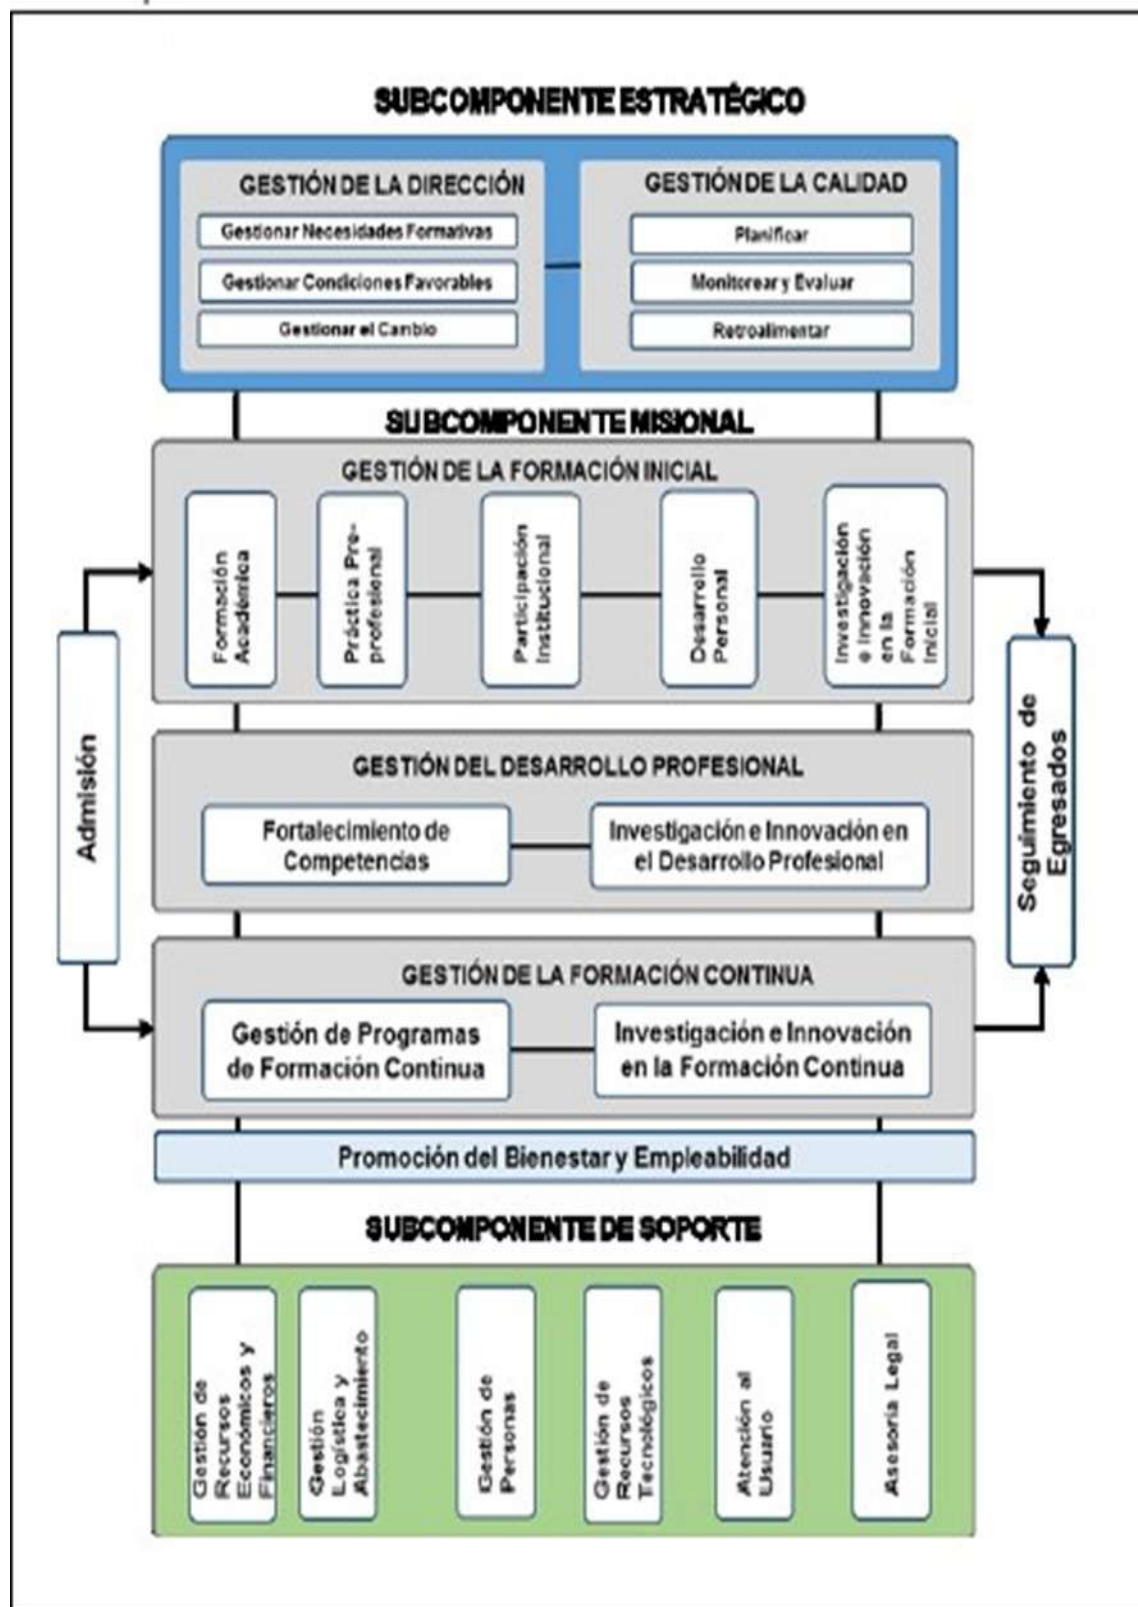 SUBCOMPONENTE ESTRATÉGICO
GESTIÓN DE LA DIRECCIÓN
Gestionar Necesidades Formativas
Gestionar Condiciones Favorables
Gestionar el Cambio
GESTIÓN DE LA CALIDAD
Planificar
Monitorear y Evaluar
Retroalimentar
SUBCOMPONENTE MISIONAL
Admisión
GESTIÓN DE LA FORMACIÓN INICIAL
Formación
Académica
Práctica Pre-
profesional
Participación
Institucional
Desarrollo
Personal
Investigación
e Innovación
en la
Formación
Inicial
GESTIÓN DEL DESARROLLO PROFESIONAL
Fortalecimiento de
Competencias
Investigación e Innovación en
el Desarrollo Profesional
GESTIÓN DE LA FORMACIÓN CONTINUA
Gestión de Programas
de Formación Continua
Investigación e Innovación
en la Formación Continua
Seguimiento de
Egresados
Promoción del Bienestar y Empleabilidad
SUBCOMPONENTE DE SOPORTE
Gestión de
Recursos
Económicos y
Financieros
Gestión
Logística y
Abastecimiento
Gestión de
Personas
Gestión de
Recursos
Tecnológicos
Atención al
Usuario
Asesoría Legal